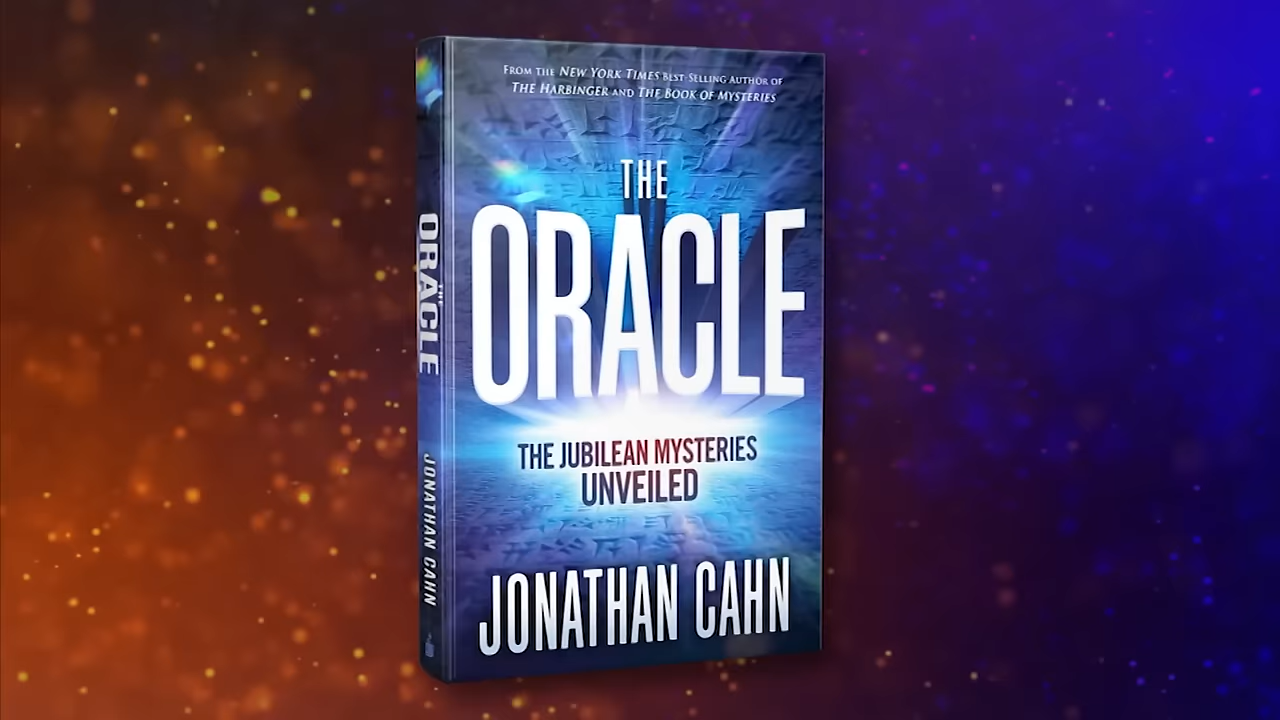 FROM THE NEW YORK TIMES BEST-SELLING AUTHOR OF
THE HARBINGER AND THE BOOK OF MYSTERIES
THE
ORACLE
THE JUBILEAN MYSTERIES
UNVEILED
JONATHAN CAHN
THE
ORACLE
JONATHAN CAHN